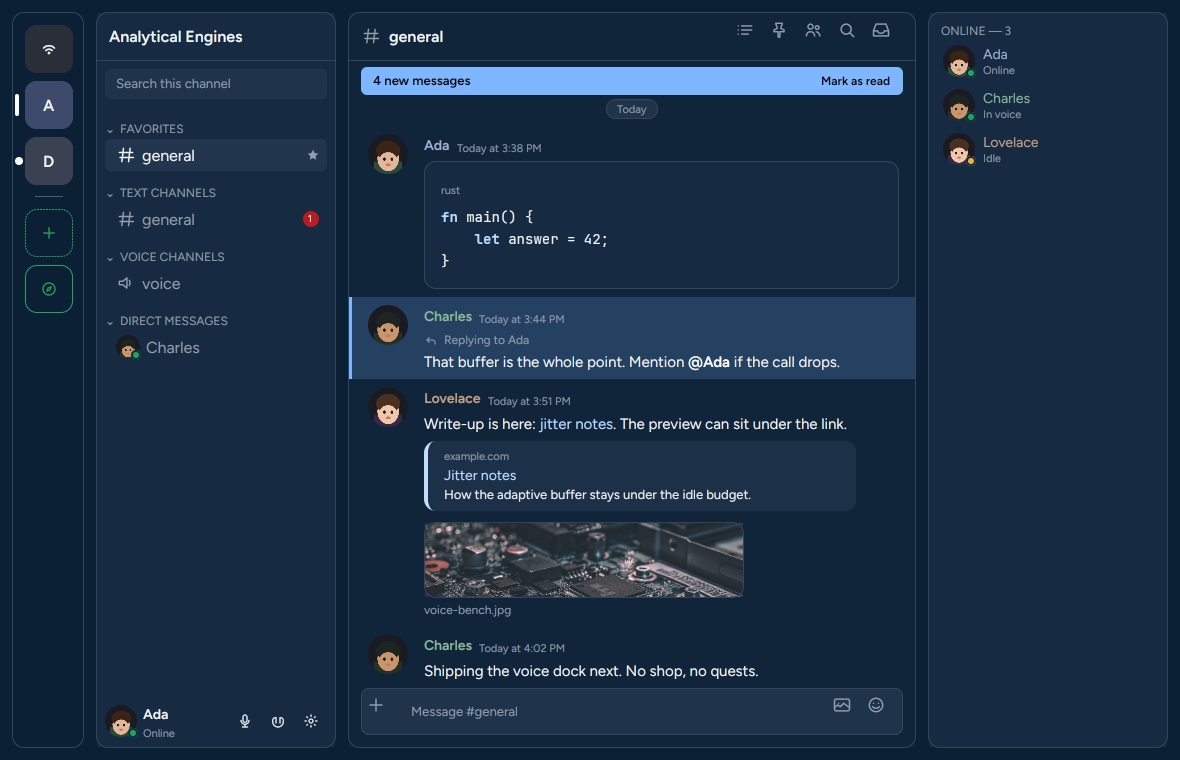 A
D
Analytical Engines
Search this channel
FAVORITES
# general
TEXT CHANNELS
# general
1
VOICE CHANNELS
voice
DIRECT MESSAGES
Charles
Ada
Online
# general
4 new messages
Mark as read
Today
Ada Today at 3:38 PM
rust
fn main() {
    let answer = 42;
}
Charles Today at 3:44 PM
Replying to Ada
That buffer is the whole point. Mention @Ada if the call drops.
Lovelace Today at 3:51 PM
Write-up is here: jitter notes. The preview can sit under the link.
example.com
Jitter notes
How the adaptive buffer stays under the idle budget.
voice-bench.jpg
Charles Today at 4:02 PM
Shipping the voice dock next. No shop, no quests.
Message #general
ONLINE — 3
Ada
Online
Charles
In voice
Lovelace
Idle